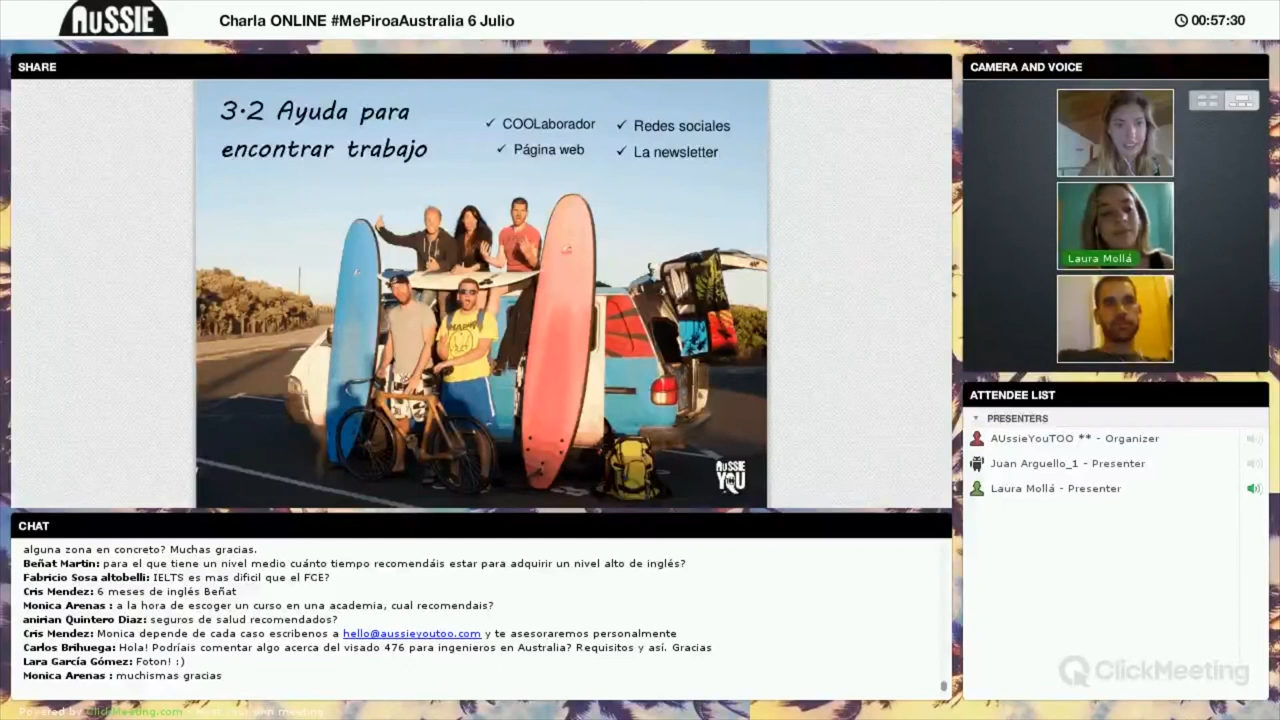 AUSSIE
Charla ONLINE #MePiroaAustralia 6 Julio
00:57:30
SHARE
3.2 Ayuda para
encontrar trabajo
✓ COOLaborador
✓ Página web
✓ Redes sociales
✓ La newsletter
AUSSIE
YOU
CAMERA AND VOICE
Laura Mollá
ATTENDEE LIST
PRESENTERS
AUssieYouTOO ** - Organizer
Juan Arguello_1 - Presenter
Laura Mollá - Presenter
ClickMeeting
CHAT
alguna zona en concreto? Muchas gracias.
Beñat Martin: para el que tiene un nivel medio cuánto tiempo recomendáis estar para adquirir un nivel alto de inglés?
Fabricio Sosa altobelli: IELTS es mas dificil que el FCE?
Cris Mendez: 6 meses de inglés Beñat
Monica Arenas : a la hora de escoger un curso en una academia, cual recomendais?
anirian Quintero Diaz: seguros de salud recomendados?
Cris Mendez: Monica depende de cada caso escribenos a hello@aussieyoutoo.com y te asesoraremos personalmente
Carlos Brihuega: Hola! Podríais comentar algo acerca del visado 476 para ingenieros en Australia? Requisitos y así. Gracias
Lara García Gómez: Foton! :)
Monica Arenas : muchismas gracias
Powered by ClickMeeting.com